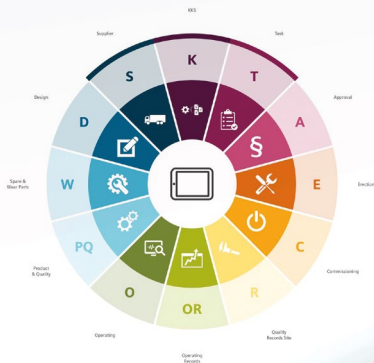 KKS
Supplier
Test
K
S
T
Design
Approval
D
A
§
Spare &
Wear Parts
W
E
Erection
PQ
C
Product
& Quality
Commissioning
O
R
OR
Operating
Quality
Records Site
Operating
Records